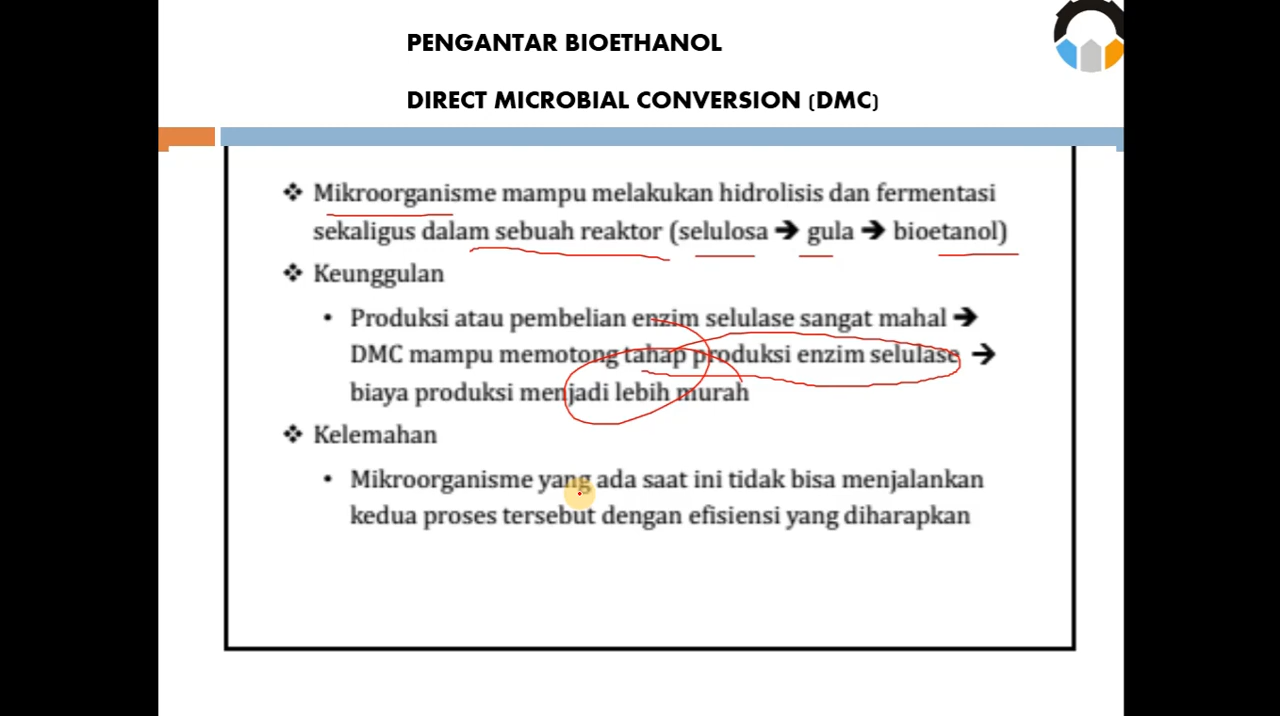 PENGANTAR BIOETHANOL
DIRECT MICROBIAL CONVERSION (DMC)
❖ Mikroorganisme mampu melakukan hidrolisis dan fermentasi
sekaligus dalam sebuah reaktor (selulosa ➔ gula ➔ bioetanol)
❖ Keunggulan
• Produksi atau pembelian enzim selulase sangat mahal ➔
DMC mampu memotong tahap produksi enzim selulase ➔
biaya produksi menjadi lebih murah
❖ Kelemahan
• Mikroorganisme yang ada saat ini tidak bisa menjalankan
kedua proses tersebut dengan efisiensi yang diharapkan